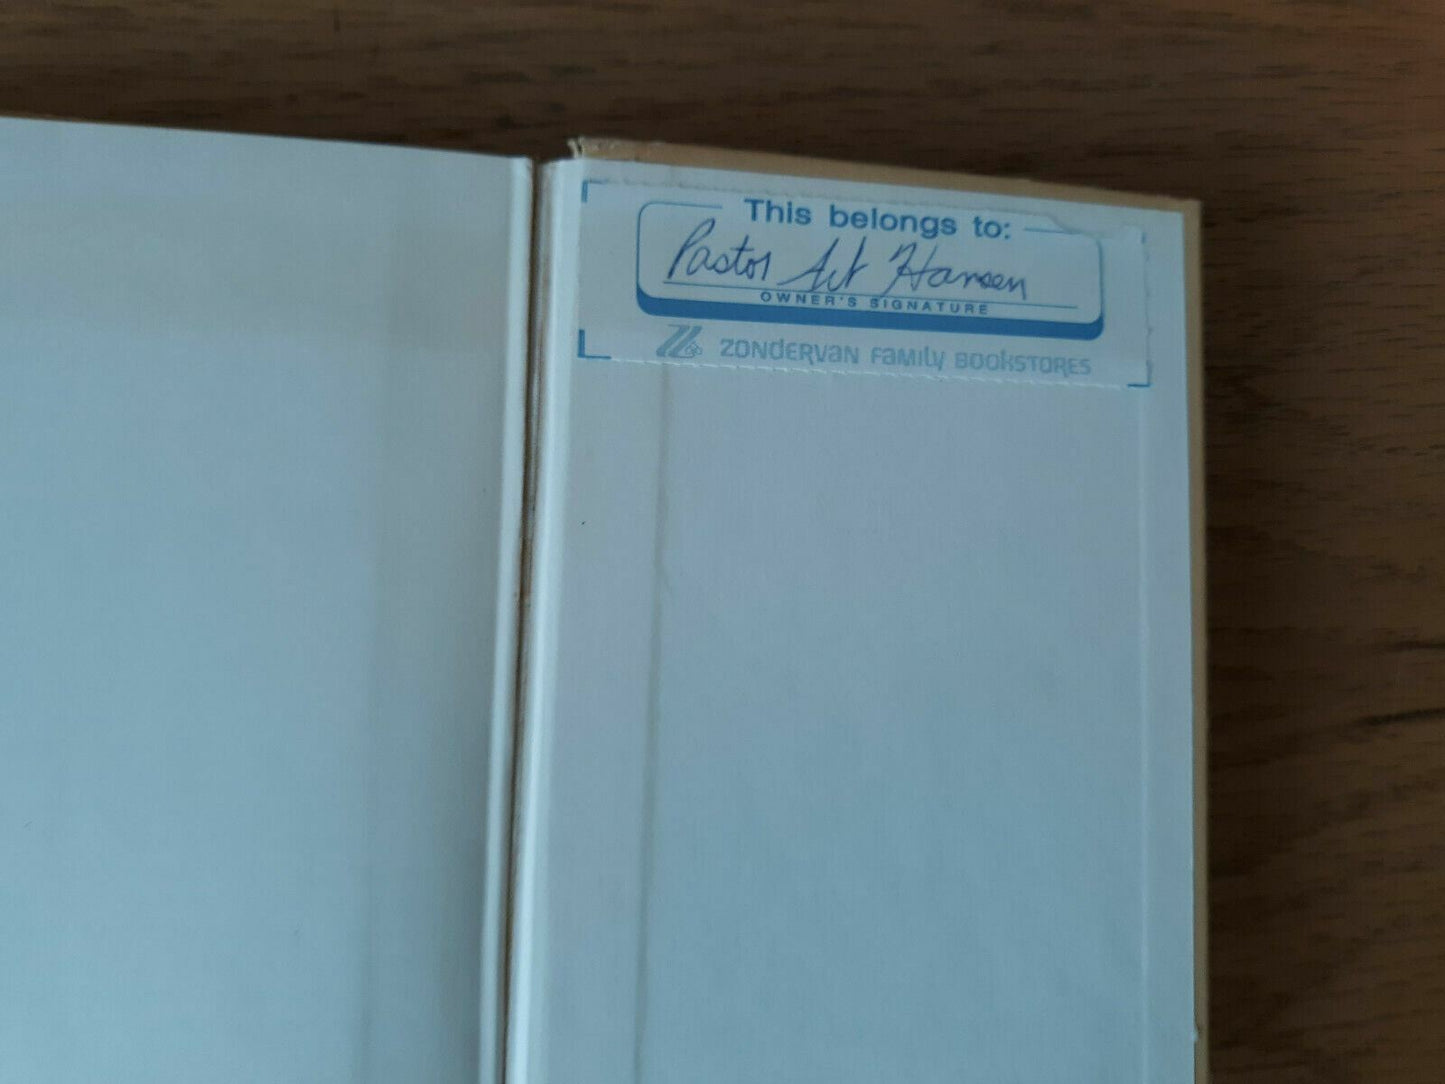 This belongs to:
Pastor Art Hansen
OWNER'S SIGNATURE
ZONDERVAN FAMILY BOOKSTORES